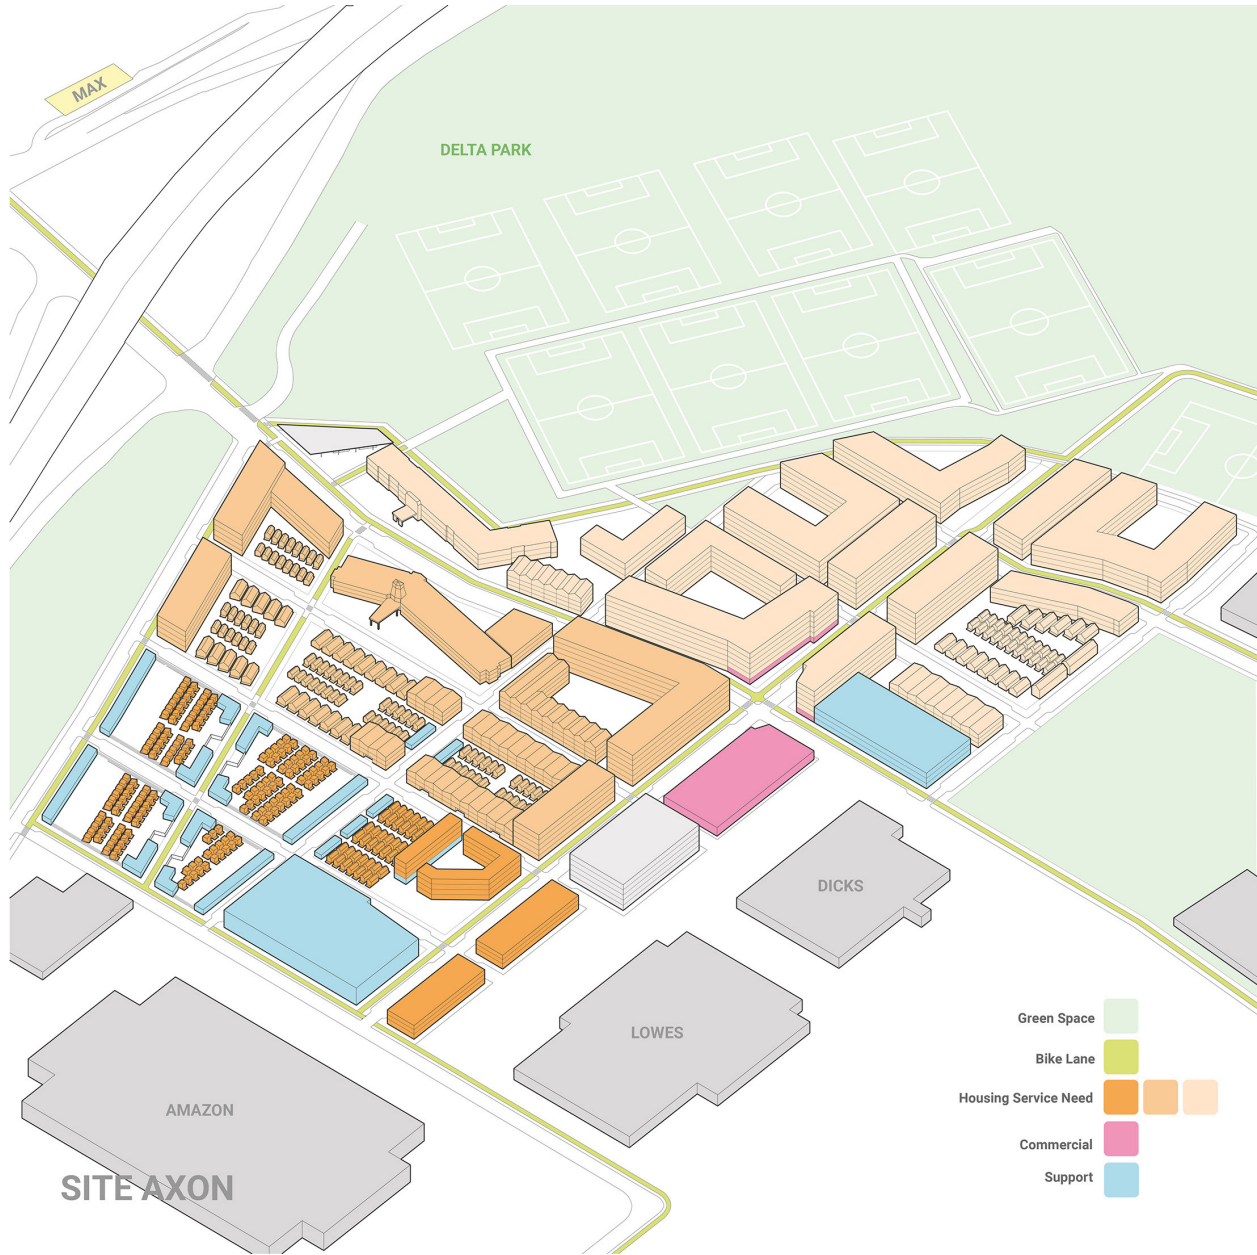 MAX
DELTA PARK
DICKS
LOWES
AMAZON
SITE AXON
Green Space
Bike Lane
Housing Service Need
Commercial
Support